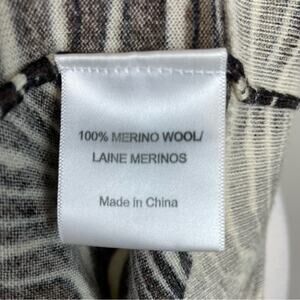 100% MERINO WOOL/
LAINE MERINOS
Made in China